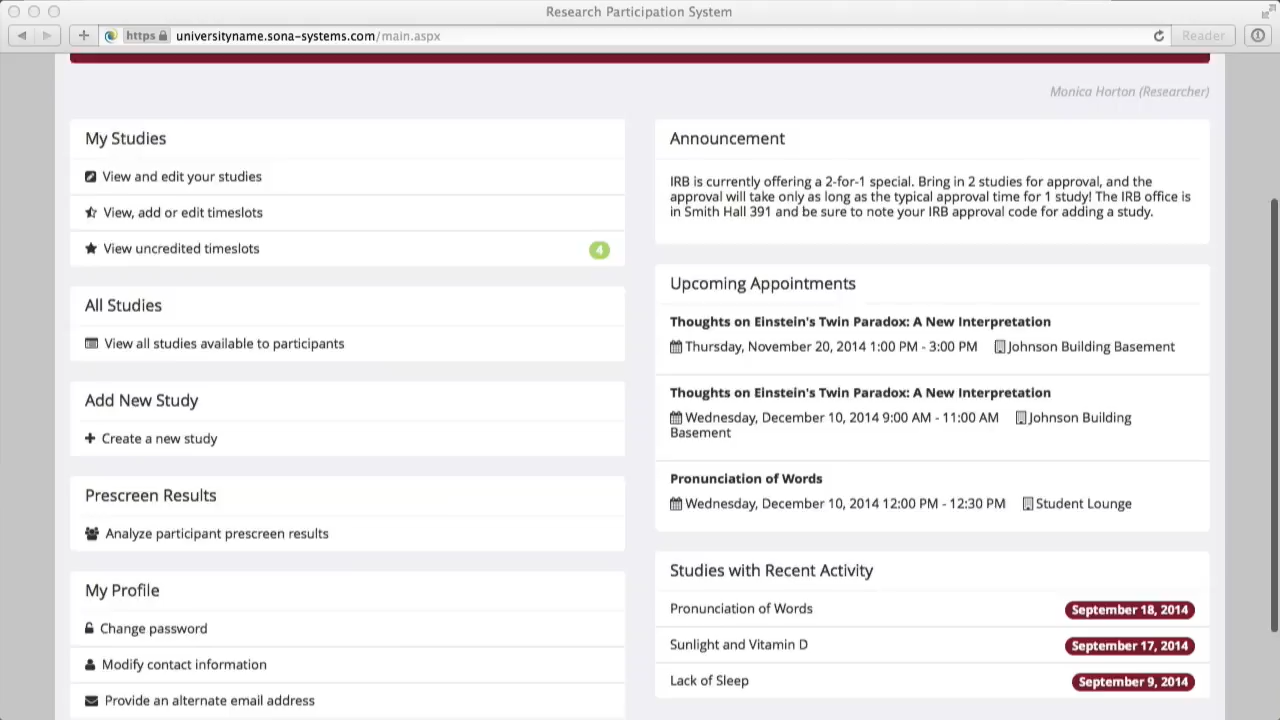 Research Participation System
https universityname.sona-systems.com/main.aspx
Reader
Monica Horton (Researcher)
My Studies
View and edit your studies
View, add or edit timeslots
View uncredited timeslots
4
All Studies
View all studies available to participants
Add New Study
Create a new study
Prescreen Results
Analyze participant prescreen results
My Profile
Change password
Modify contact information
Provide an alternate email address
Announcement
IRB is currently offering a 2-for-1 special. Bring in 2 studies for approval, and the
approval will take only as long as the typical approval time for 1 study! The IRB office is
in Smith Hall 391 and be sure to note your IRB approval code for adding a study.
Upcoming Appointments
Thoughts on Einstein's Twin Paradox: A New Interpretation
Thursday, November 20, 2014 1:00 PM - 3:00 PM Johnson Building Basement
Thoughts on Einstein's Twin Paradox: A New Interpretation
Wednesday, December 10, 2014 9:00 AM - 11:00 AM Johnson Building
Basement
Pronunciation of Words
Wednesday, December 10, 2014 12:00 PM - 12:30 PM Student Lounge
Studies with Recent Activity
Pronunciation of Words September 18, 2014
Sunlight and Vitamin D September 17, 2014
Lack of Sleep September 9, 2014